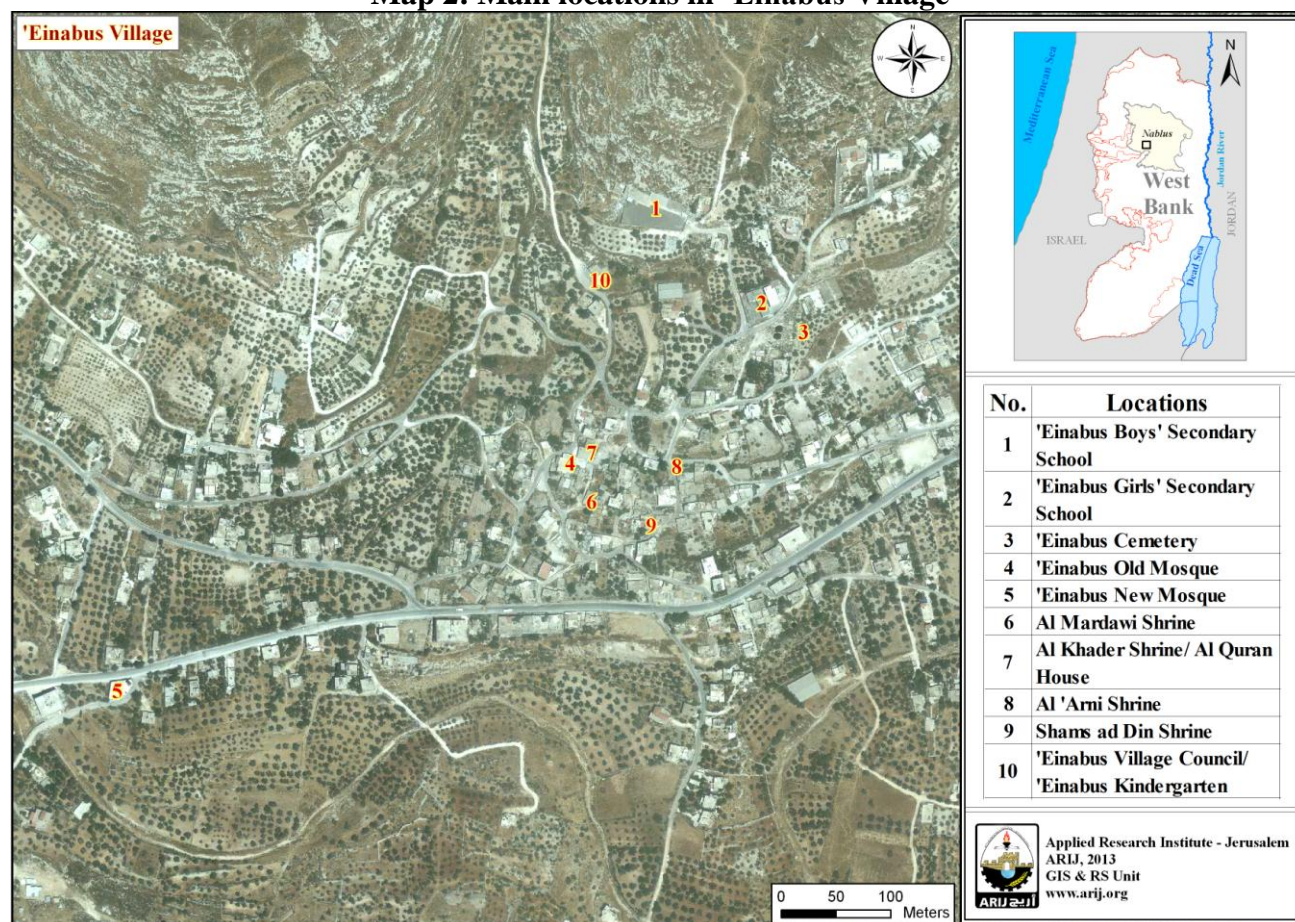 Map 2: Main locations in 'Einabus Village
'Einabus Village
N
W
E
1
10
2
3
7
4
8
6
9
5
0 50 100
Meters
N
Mediterranean Sea
Nablus
West
Bank
Jordan River
JORDAN
ISRAEL
Dead Sea
No. Locations
1 'Einabus Boys' Secondary
School
2 'Einabus Girls' Secondary
School
3 'Einabus Cemetery
4 'Einabus Old Mosque
5 'Einabus New Mosque
6 Al Mardawi Shrine
7 Al Khader Shrine/ Al Quran
House
8 Al 'Arni Shrine
9 Shams ad Din Shrine
10 'Einabus Village Council/
'Einabus Kindergarten
Applied Research Institute - Jerusalem
ARIJ, 2013
GIS & RS Unit
www.arij.org
ARIJ أريج